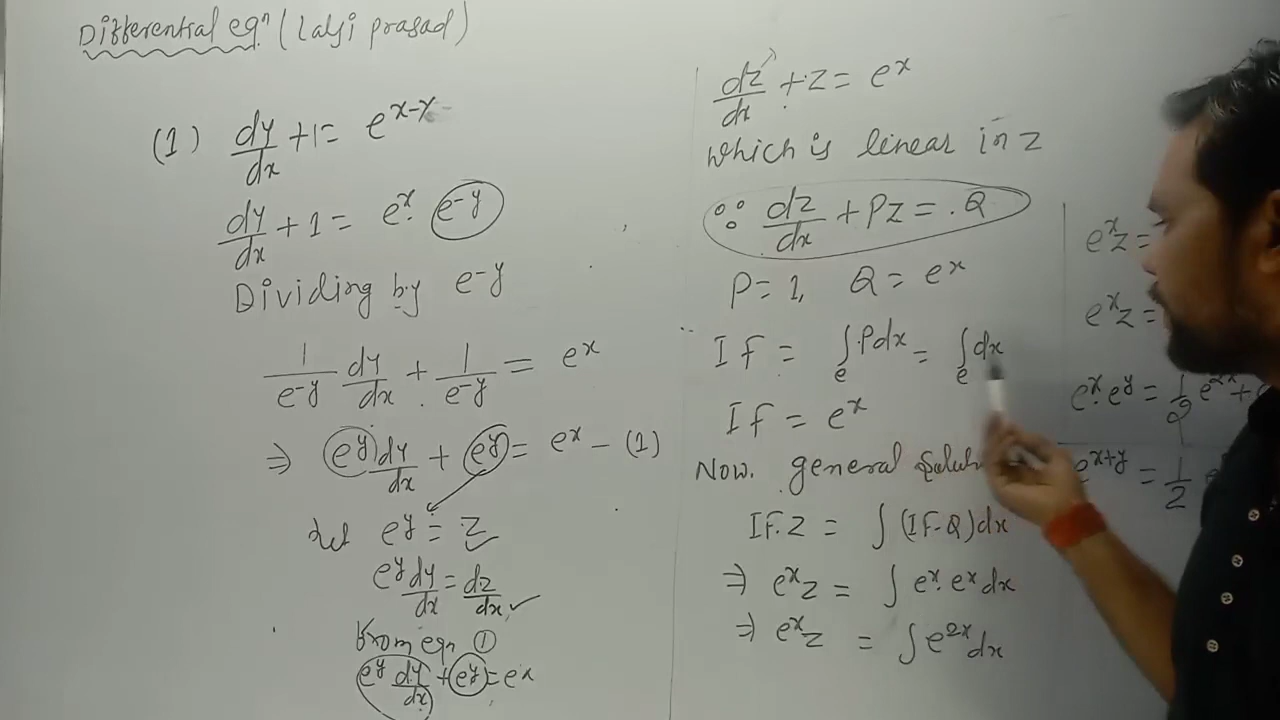 Differential eqn (Lalji prasad)
(1) dy/dx + 1 = e^{x-y}
dy/dx + 1 = e^x. e^{-y}
Dividing by e^{-y}
1/e^{-y} dy/dx + 1/e^{-y} = e^x
⇒ e^y dy/dx + e^y = e^x – (1)
Let e^y = z
e^y dy/dx = dz/dx
From eqn ①
e^y dy/dx + e^y = e^x
dz/dx + z = e^x
which is linear in z
∵ dz/dx + Pz = Q
P = 1, Q = e^x
IF = e^{∫Pdx} = e^{∫dx}
IF = e^x
Now. general
IF.z = ∫(IF.Q)dx
⇒ e^x z = ∫e^x. e^x dx
⇒ e^x z = ∫e^{2x} dx
e^x z =
e^x z =
e^x. e^y = 1/2 e^{2x} +
e^{x+y} = 1/2